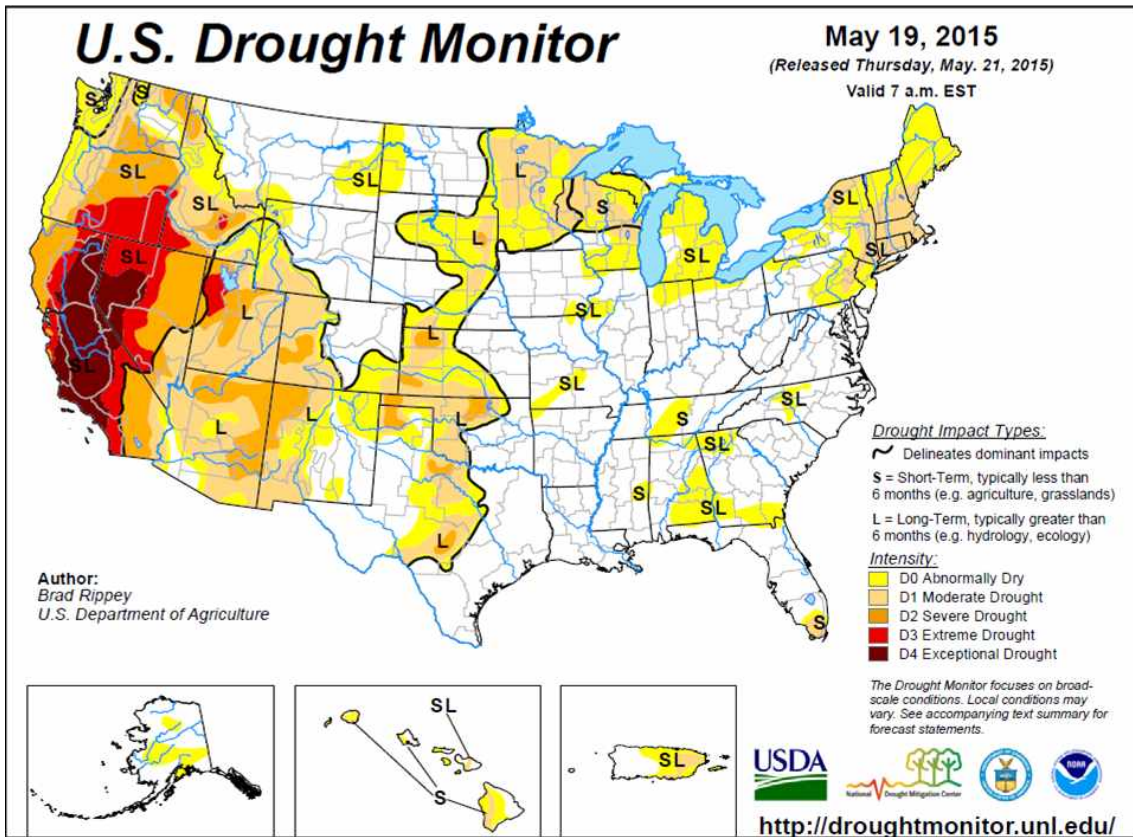 U.S. Drought Monitor
May 19, 2015
(Released Thursday, May. 21, 2015)
Valid 7 a.m. EST
S
S
SL
SL
SL
L
S
SL
L
SL
SL
SL
SL
L
L
SL
L
L
L
SL
S
SL
SL
S
SL
L
S
Drought Impact Types:
Delineates dominant impacts
S = Short-Term, typically less than
6 months (e.g. agriculture, grasslands)
L = Long-Term, typically greater than
6 months (e.g. hydrology, ecology)
Intensity:
D0 Abnormally Dry
D1 Moderate Drought
D2 Severe Drought
D3 Extreme Drought
D4 Exceptional Drought
Author:
Brad Rippey
U.S. Department of Agriculture
The Drought Monitor focuses on broad-
scale conditions. Local conditions may
vary. See accompanying text summary for
forecast statements.
SL
S
SL
USDA
National Drought Mitigation Center
NOAA
http://droughtmonitor.unl.edu/